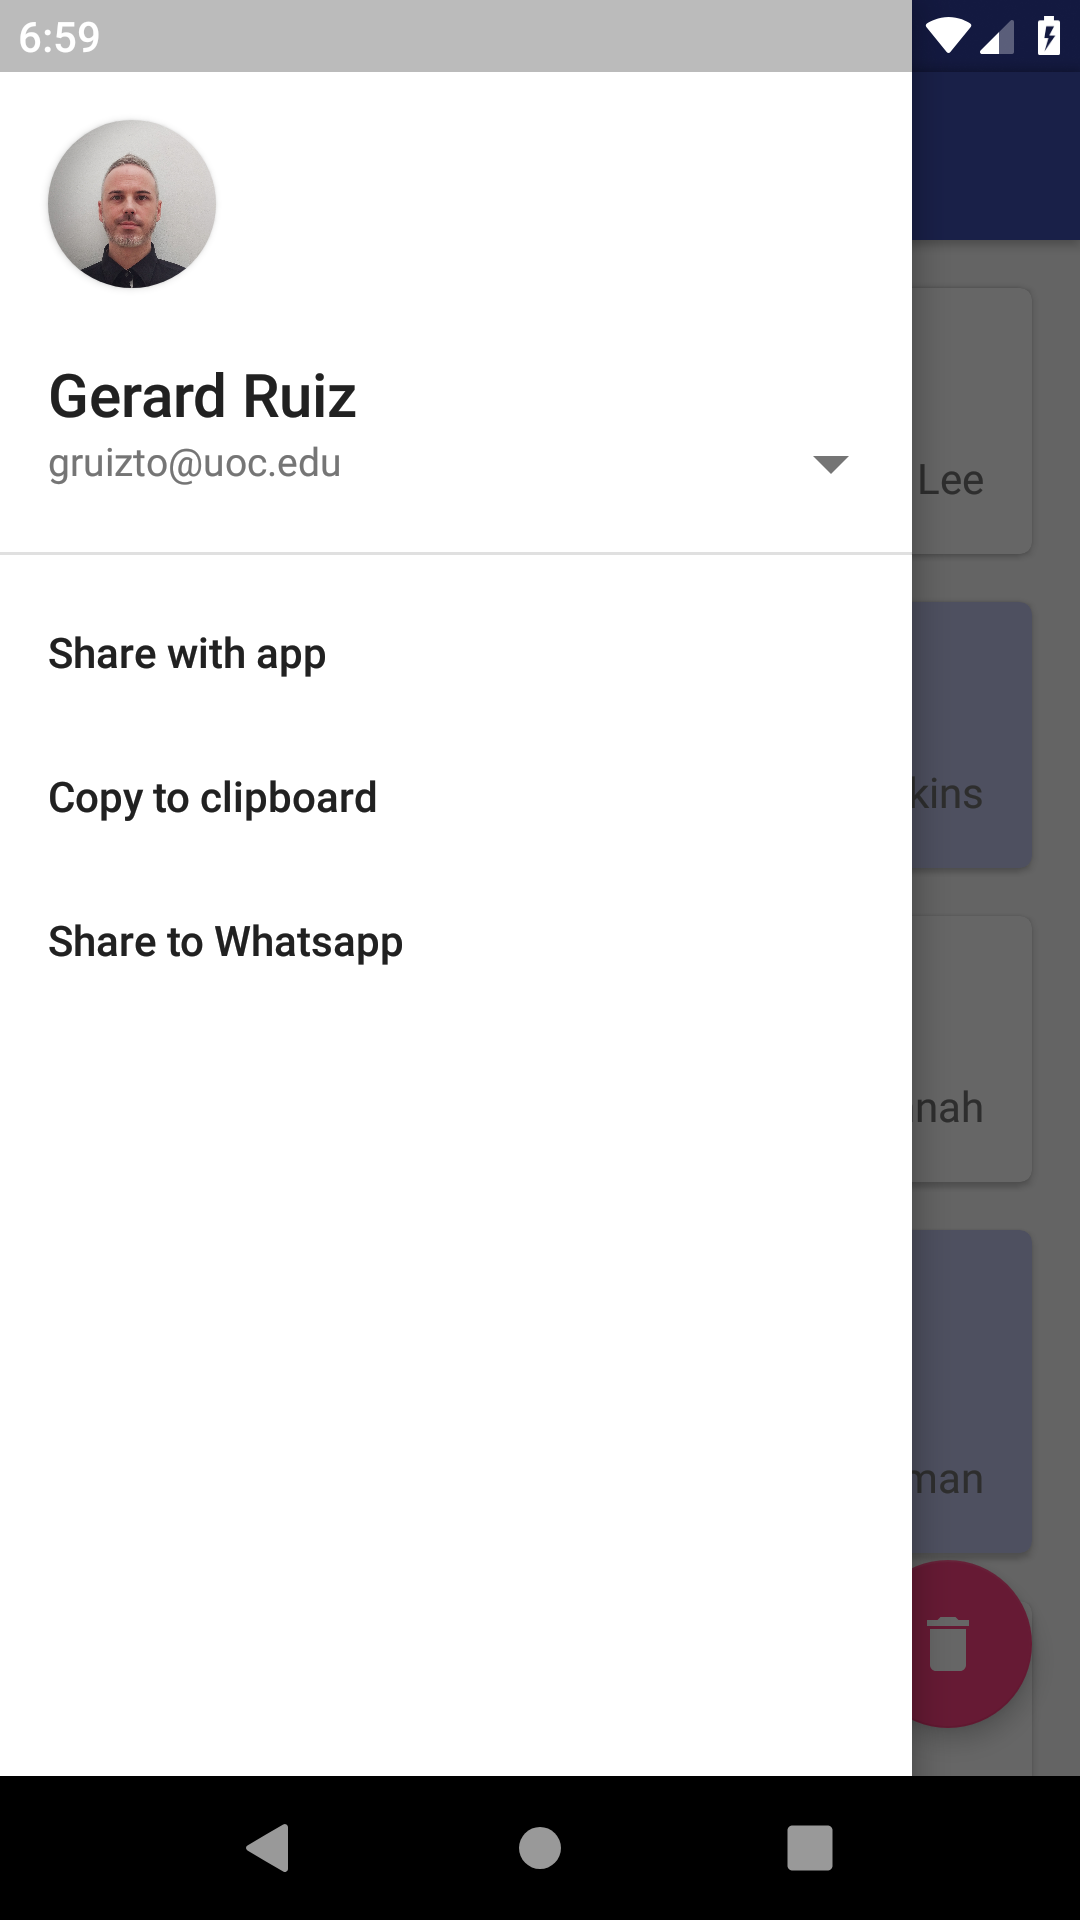 6:59
Gerard Ruiz
gruizto@uoc.edu
Lee
Share with app
kins
Copy to clipboard
Share to Whatsapp
nah
man